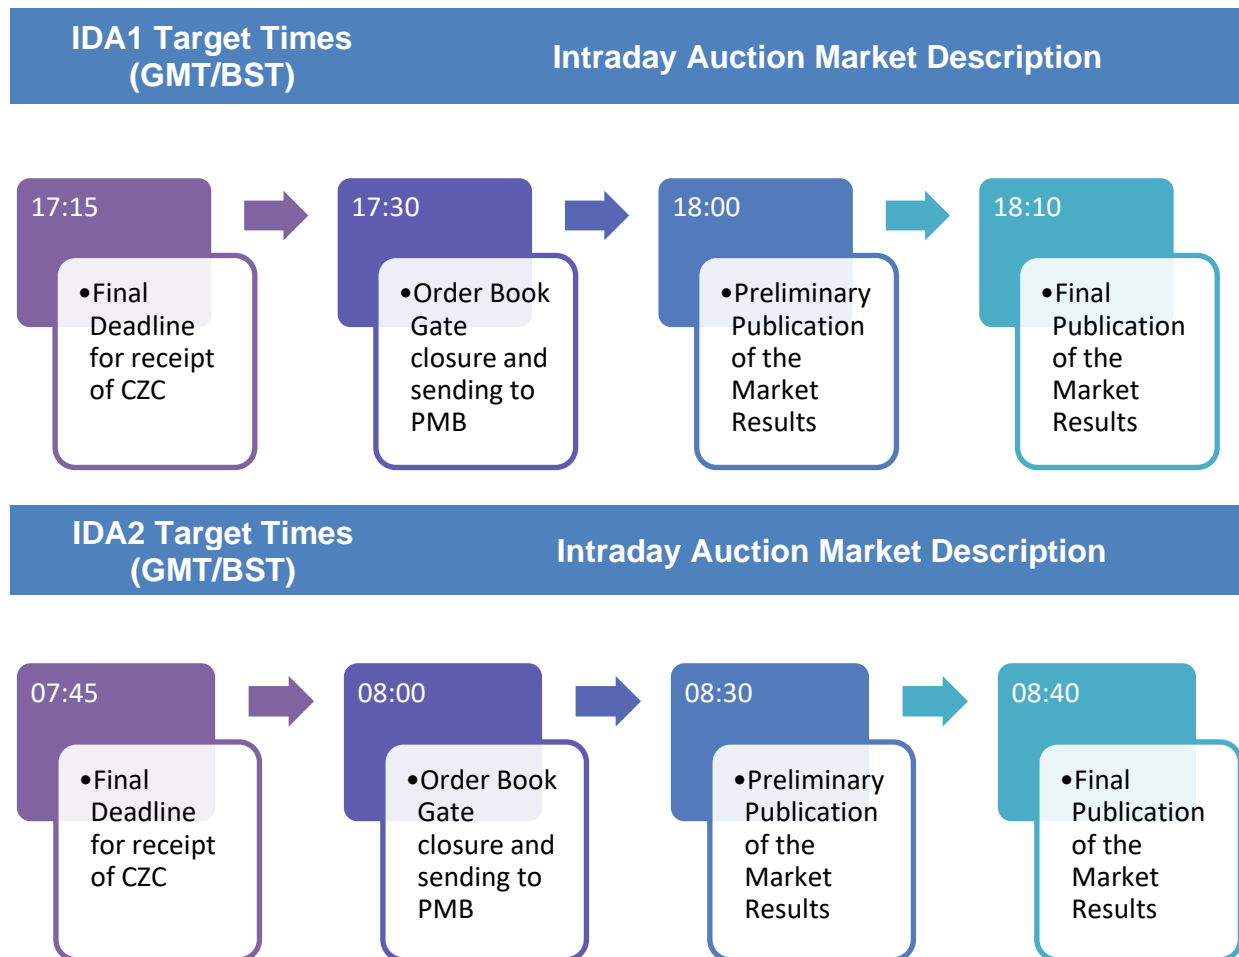 IDA1 Target Times
(GMT/BST)
Intraday Auction Market Description
17:15
•Final
Deadline
for receipt
of CZC
17:30
•Order Book
Gate
closure and
sending to
PMB
18:00
•Preliminary
Publication
of the
Market
Results
18:10
•Final
Publication
of the
Market
Results
IDA2 Target Times
(GMT/BST)
Intraday Auction Market Description
07:45
•Final
Deadline
for receipt
of CZC
08:00
•Order Book
Gate
closure and
sending to
PMB
08:30
•Preliminary
Publication
of the
Market
Results
08:40
•Final
Publication
of the
Market
Results